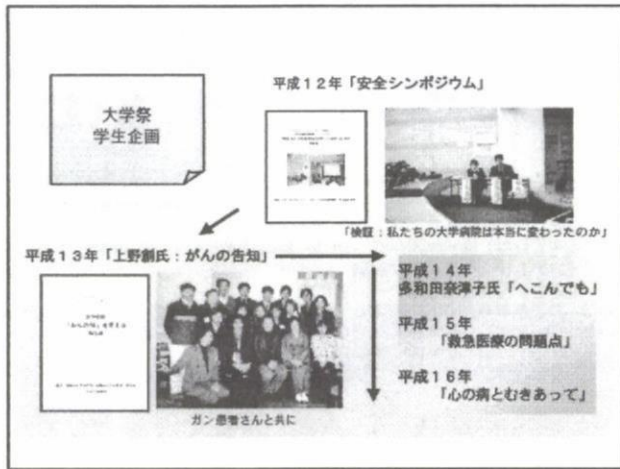 大学祭
学生企画
平成12年「安全シンポジウム」
「検証：私たちの大学病院は本当に変わったのか」
平成13年「上野創氏：がんの告知」
ガン患者さんと共に
平成14年
多和田奈津子氏「へこんでも」
平成15年
「救急医療の問題点」
平成16年
「心の病とむきあって」